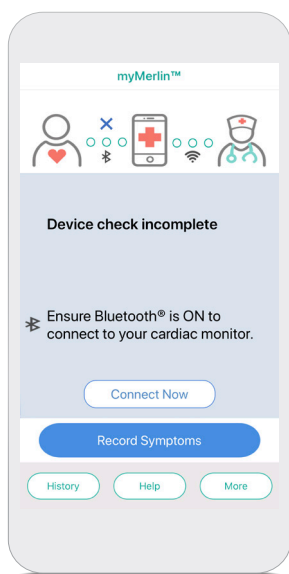 myMerlin™
Device check incomplete
Ensure Bluetooth® is ON to
connect to your cardiac monitor.
Connect Now
Record Symptoms
History Help More